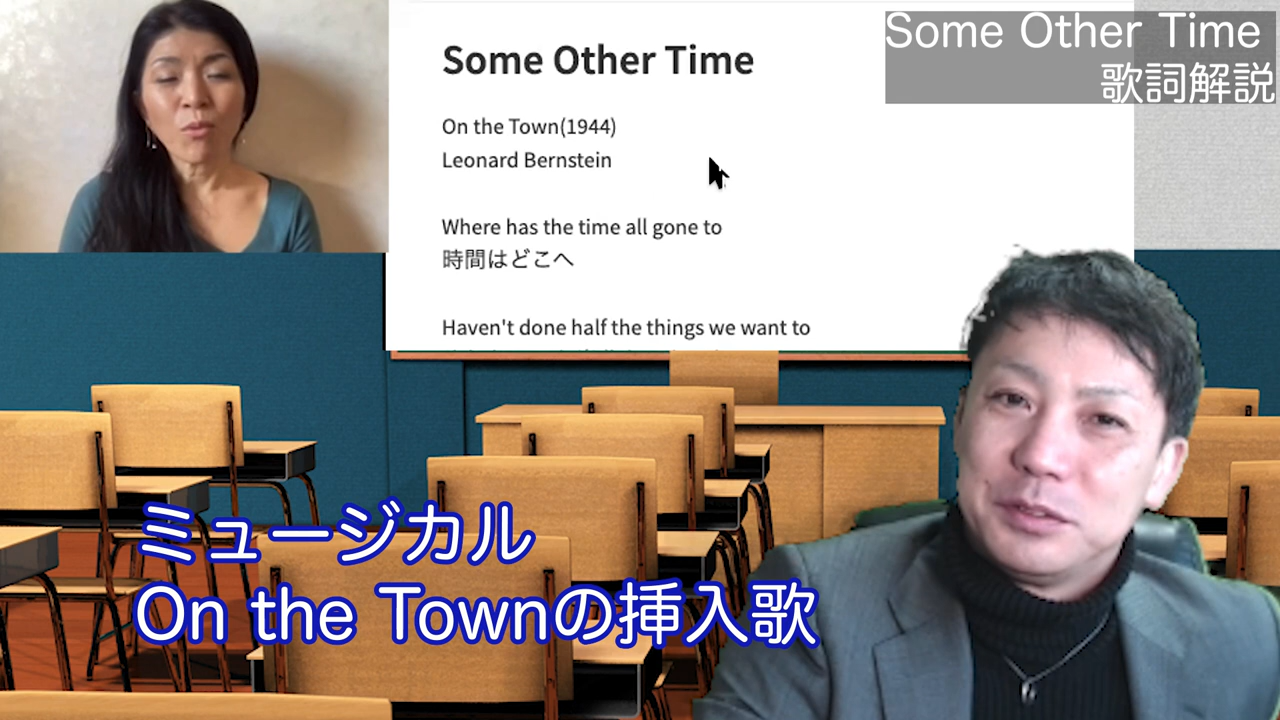 Some Other Time
歌詞解説
Some Other Time
On the Town(1944)
Leonard Bernstein
Where has the time all gone to
時間はどこへ
Haven't done half the things we want to
ミュージカル
On the Townの挿入歌